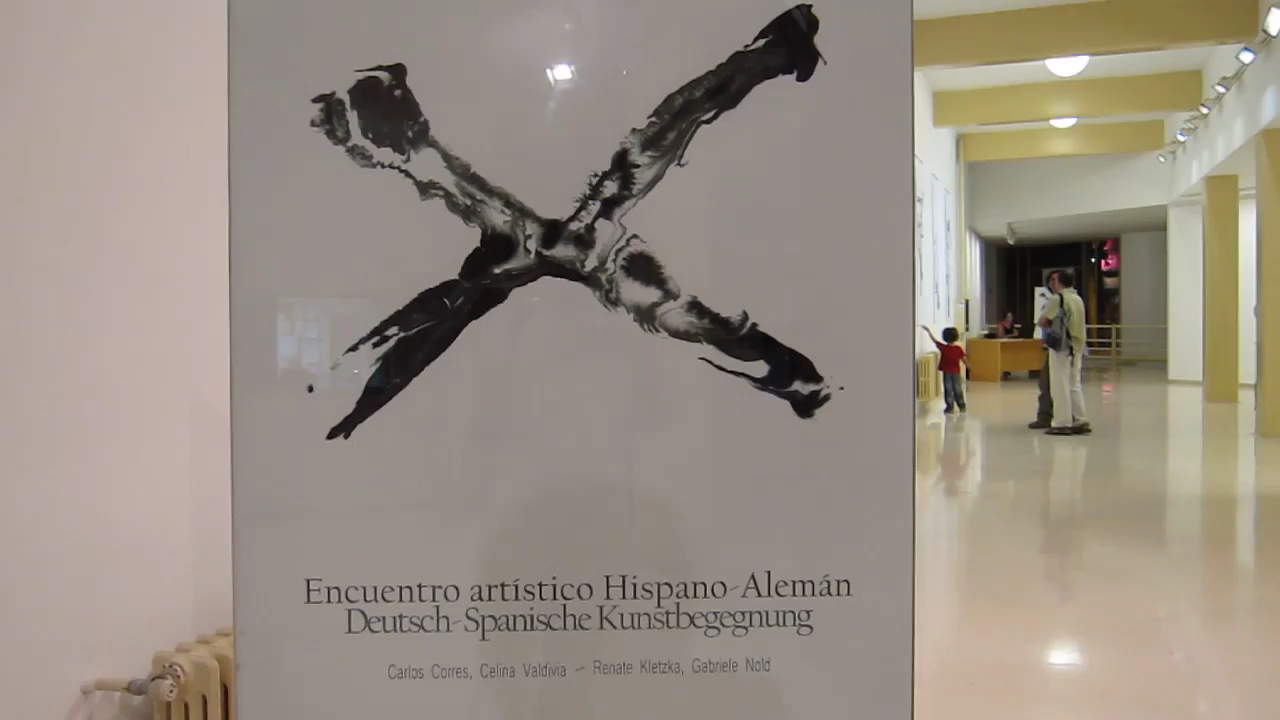 Encuentro artístico Hispano-Alemán
Deutsch-Spanische Kunstbegegnung
Carlos Corres, Celina Valdivia — Renate Kletzka, Gabriele Nold